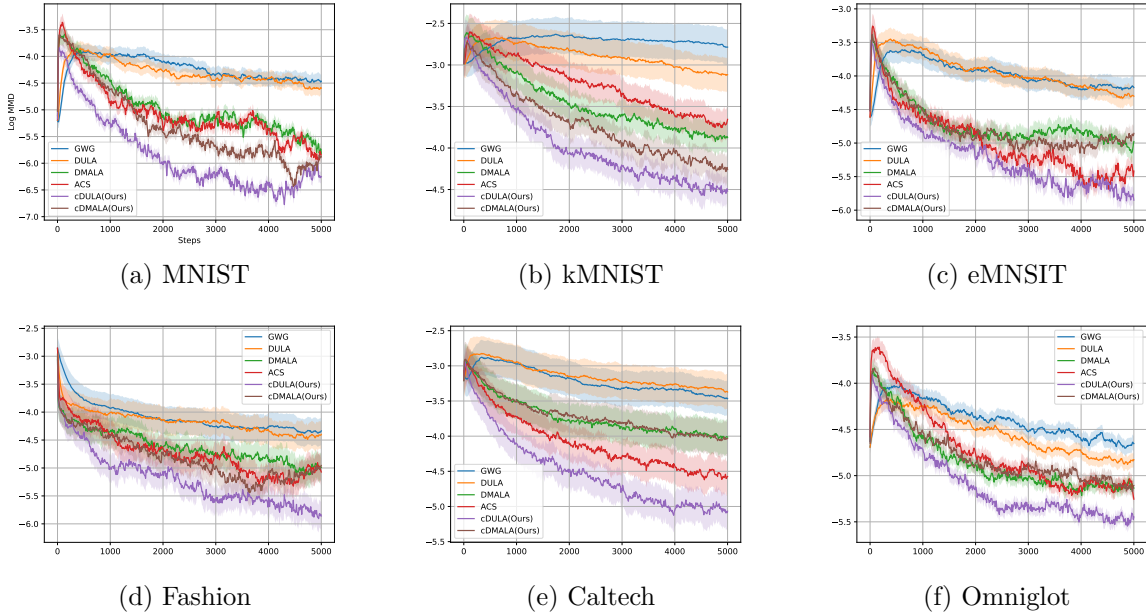 −3.5
−4.0
−4.5
−5.0
−5.5
−6.0
−6.5
−7.0
Log MMD
GWG
DULA
DMALA
ACS
cDULA(Ours)
cDMALA(Ours)
0 1000 2000 3000 4000 5000
Steps
(a) MNIST
−2.5
−3.0
−3.5
−4.0
−4.5
GWG
DULA
DMALA
ACS
cDULA(Ours)
cDMALA(Ours)
0 1000 2000 3000 4000 5000
(b) kMNIST
−3.0
−3.5
−4.0
−4.5
−5.0
−5.5
−6.0
GWG
DULA
DMALA
ACS
cDULA(Ours)
cDMALA(Ours)
0 1000 2000 3000 4000 5000
(c) eMNSIT
−2.5
−3.0
−3.5
−4.0
−4.5
−5.0
−5.5
−6.0
GWG
DULA
DMALA
ACS
cDULA(Ours)
cDMALA(Ours)
0 1000 2000 3000 4000 5000
(d) Fashion
−2.5
−3.0
−3.5
−4.0
−4.5
−5.0
−5.5
GWG
DULA
DMALA
ACS
cDULA(Ours)
cDMALA(Ours)
0 1000 2000 3000 4000 5000
(e) Caltech
−3.5
−4.0
−4.5
−5.0
−5.5
GWG
DULA
DMALA
ACS
cDULA(Ours)
cDMALA(Ours)
0 1000 2000 3000 4000 5000
(f) Omniglot